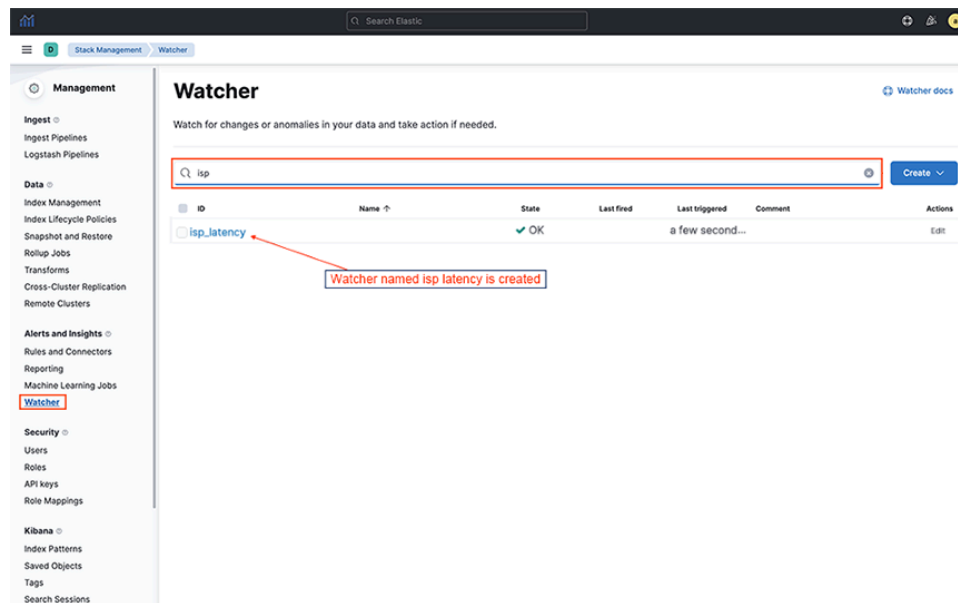 Search Elastic
D
Stack Management
Watcher
Management
Ingest
Ingest Pipelines
Logstash Pipelines
Data
Index Management
Index Lifecycle Policies
Snapshot and Restore
Rollup Jobs
Transforms
Cross-Cluster Replication
Remote Clusters
Alerts and Insights
Rules and Connectors
Reporting
Machine Learning Jobs
Watcher
Security
Users
Roles
API keys
Role Mappings
Kibana
Index Patterns
Saved Objects
Tags
Search Sessions
Watcher
Watcher docs
Watch for changes or anomalies in your data and take action if needed.
isp
Create
ID Name State Last fired Last triggered Comment Actions
isp_latency OK a few second... Edit
Watcher named isp latency is created